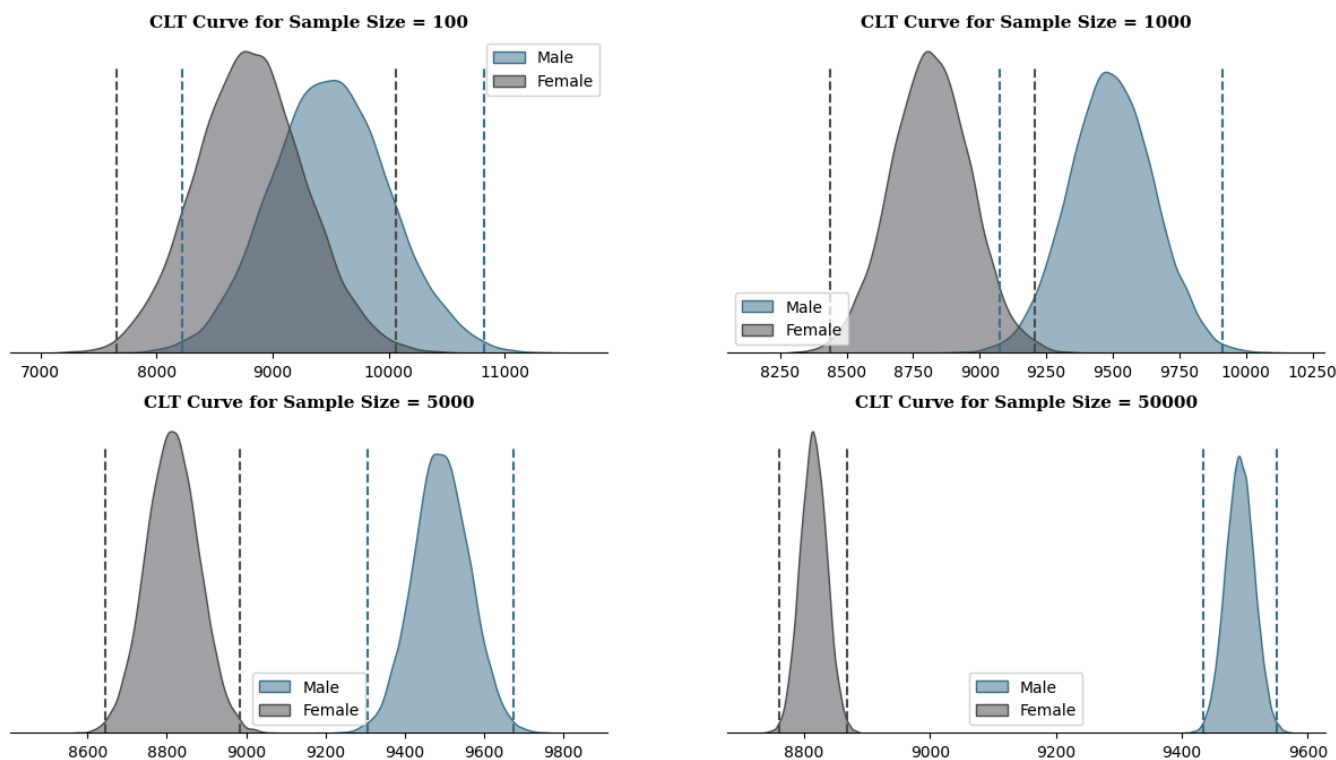 CLT Curve for Sample Size = 100
Male
Female
7000 8000 9000 10000 11000
CLT Curve for Sample Size = 1000
Male
Female
8250 8500 8750 9000 9250 9500 9750 10000 10250
CLT Curve for Sample Size = 5000
Male
Female
8600 8800 9000 9200 9400 9600 9800
CLT Curve for Sample Size = 50000
Male
Female
8800 9000 9200 9400 9600